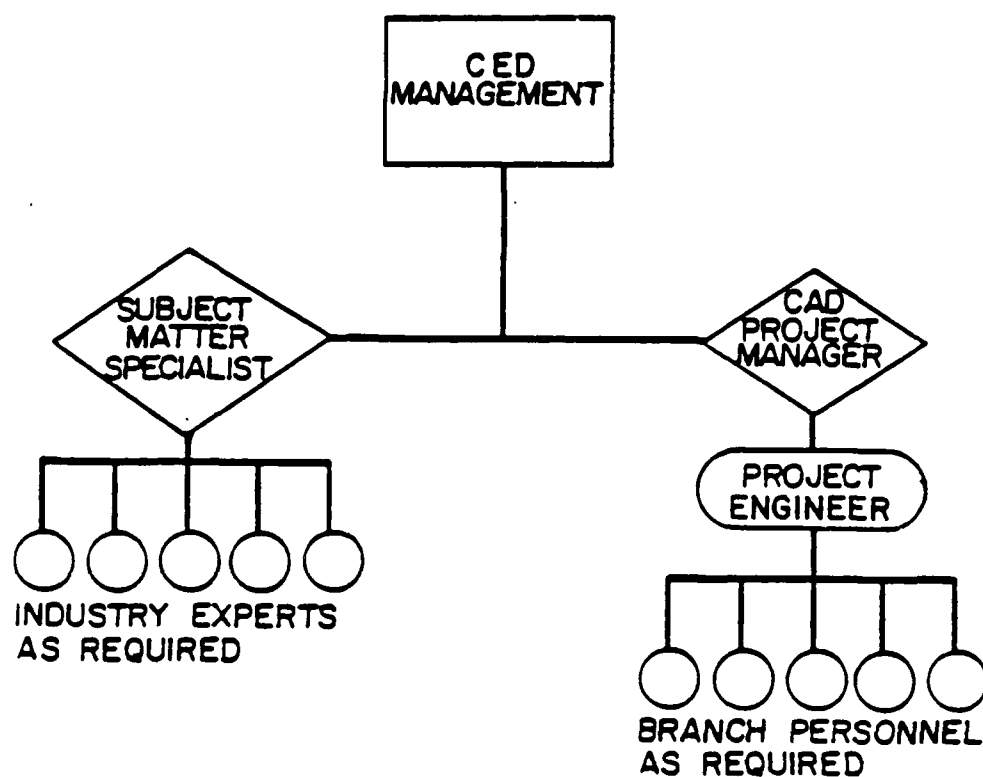 CED
MANAGEMENT
SUBJECT
MATTER
SPECIALIST
CAD
PROJECT
MANAGER
PROJECT
ENGINEER
INDUSTRY EXPERTS
AS REQUIRED
BRANCH PERSONNEL
AS REQUIRED